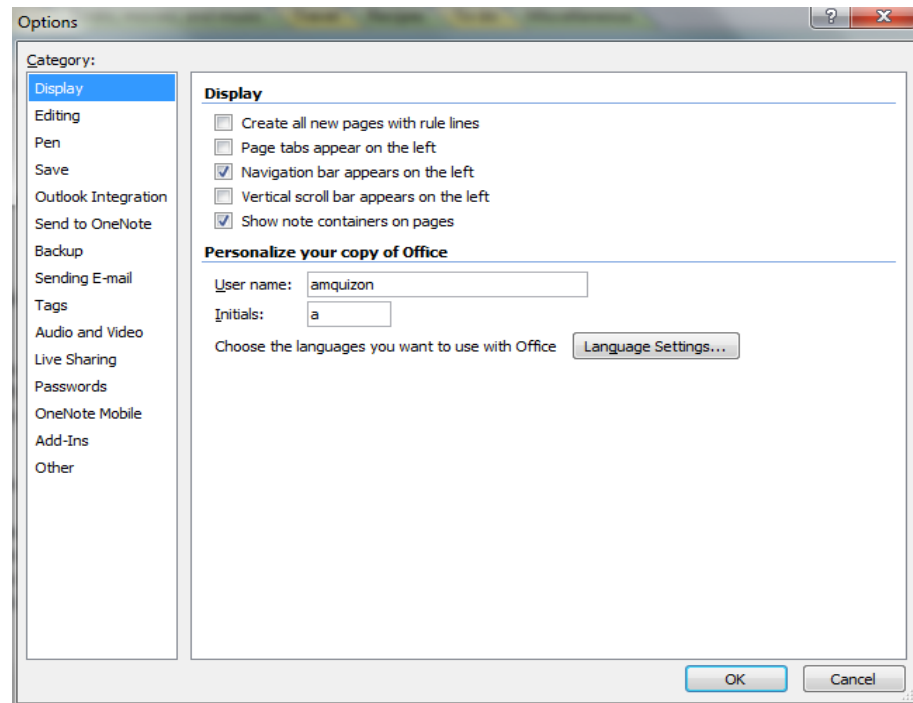 Options
Category:
Display
Editing
Pen
Save
Outlook Integration
Send to OneNote
Backup
Sending E-mail
Tags
Audio and Video
Live Sharing
Passwords
OneNote Mobile
Add-Ins
Other
Display
Create all new pages with rule lines
Page tabs appear on the left
Navigation bar appears on the left
Vertical scroll bar appears on the left
Show note containers on pages
Personalize your copy of Office
User name: amquizon
Initials: a
Choose the languages you want to use with Office Language Settings...
OK Cancel